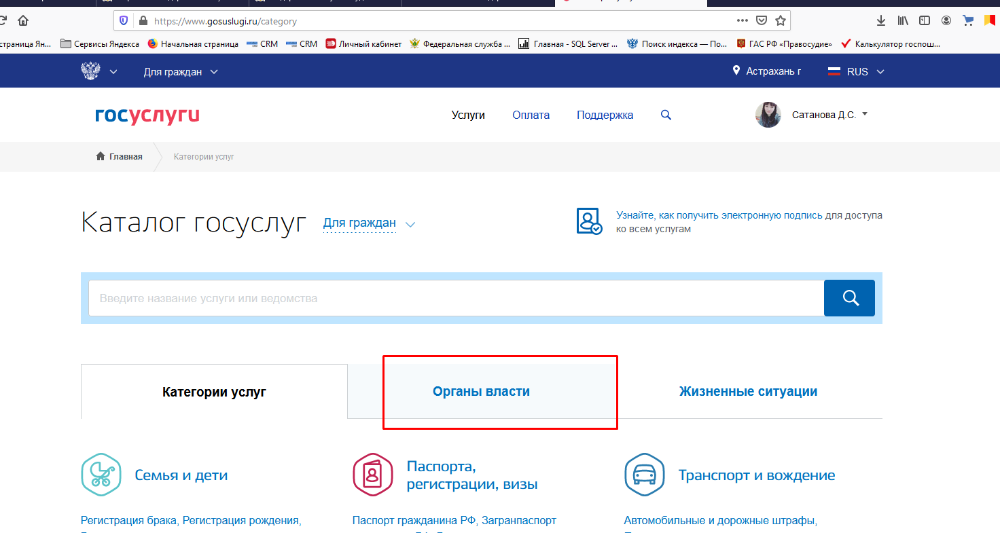 https://www.gosuslugi.ru/category
страница Ян... Сервисы Яндекса Начальная страница CRM CRM Личный кабинет Федеральная служба ... Главная - SQL Server ... Поиск индекса — По... ГАС РФ «Правосудие» Калькулятор госпош...
Для граждан Астрахань г RUS
госуслуги Услуги Оплата Поддержка Сатанова Д.С.
Главная Категории услуг
Каталог госуслуг Для граждан
Узнайте, как получить электронную подпись для доступа
ко всем услугам
Введите название услуги или ведомства
Категории услуг Органы власти Жизненные ситуации
Семья и дети
Паспорта,
регистрации, визы
Транспорт и вождение
Регистрация брака, Регистрация рождения,
Паспорт гражданина РФ, Загранпаспорт
Автомобильные и дорожные штрафы,